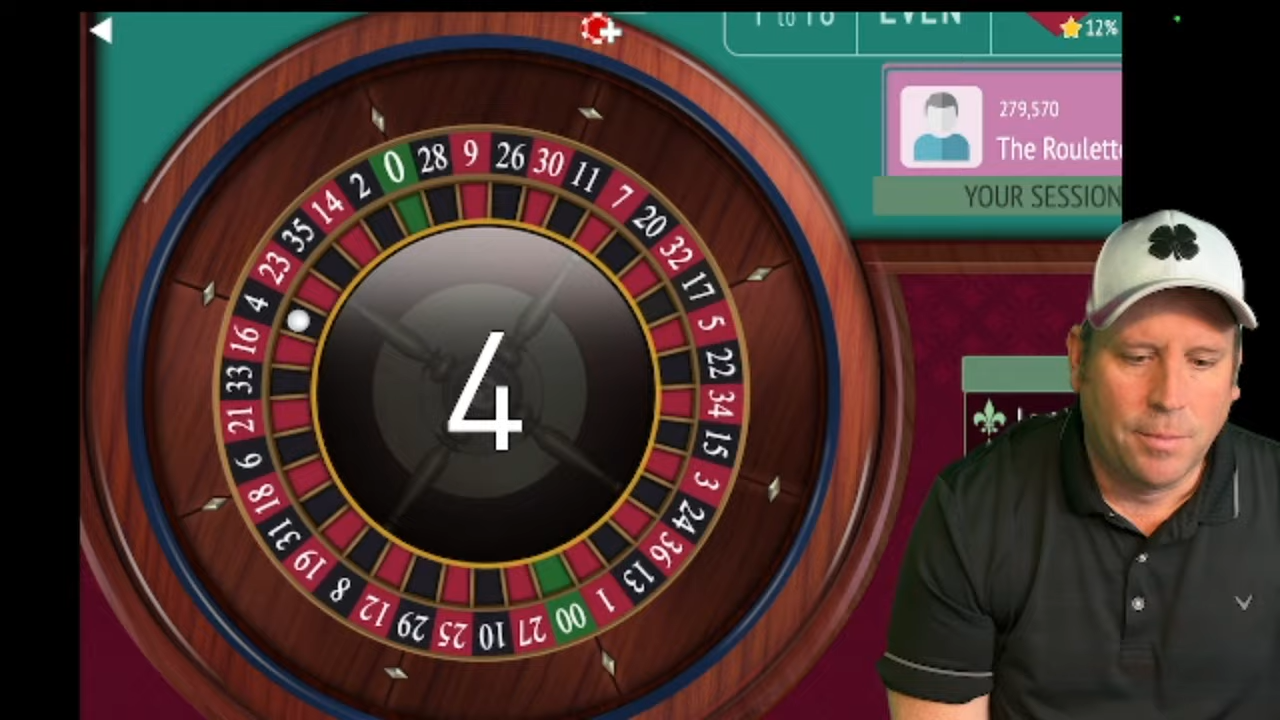 1 to 18 EVEN
12%
279,570
The Roulett
YOUR SESSION
0 28 9 26 30 11 7 20 32 17 5 22 34 15 3 24 36 13 1 00 27 10 25 29 12 8 19 31 18 6 21 33 16 4 23 35 14 2
4